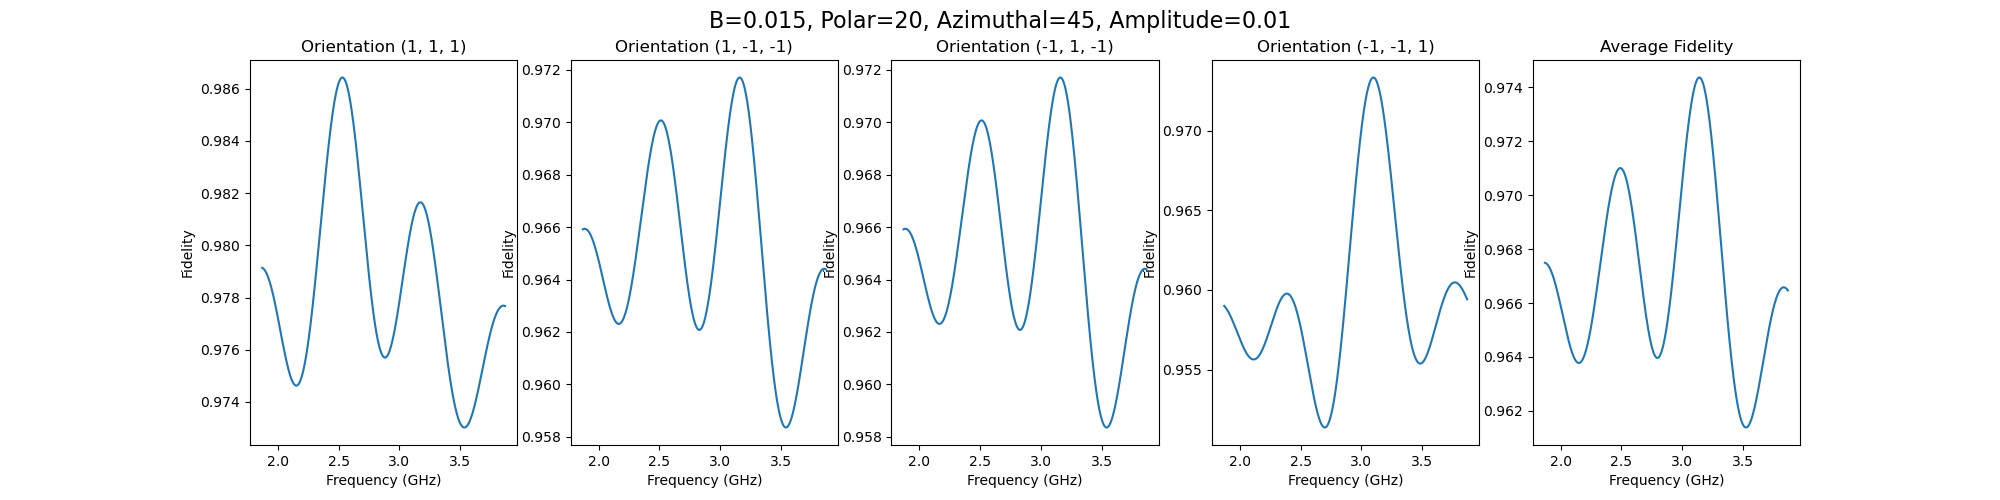 B=0.015, Polar=20, Azimuthal=45, Amplitude=0.01
Orientation (1, 1, 1)
0.986
0.984
0.982
0.980
0.978
0.976
0.974
Fidelity
2.0 2.5 3.0 3.5
Frequency (GHz)
Orientation (1, -1, -1)
0.972
0.970
0.968
0.966
0.964
0.962
0.960
0.958
Fidelity
2.0 2.5 3.0 3.5
Frequency (GHz)
Orientation (-1, 1, -1)
0.972
0.970
0.968
0.966
0.964
0.962
0.960
0.958
Fidelity
2.0 2.5 3.0 3.5
Frequency (GHz)
Orientation (-1, -1, 1)
0.970
0.965
0.960
0.955
Fidelity
2.0 2.5 3.0 3.5
Frequency (GHz)
Average Fidelity
0.974
0.972
0.970
0.968
0.966
0.964
0.962
Fidelity
2.0 2.5 3.0 3.5
Frequency (GHz)